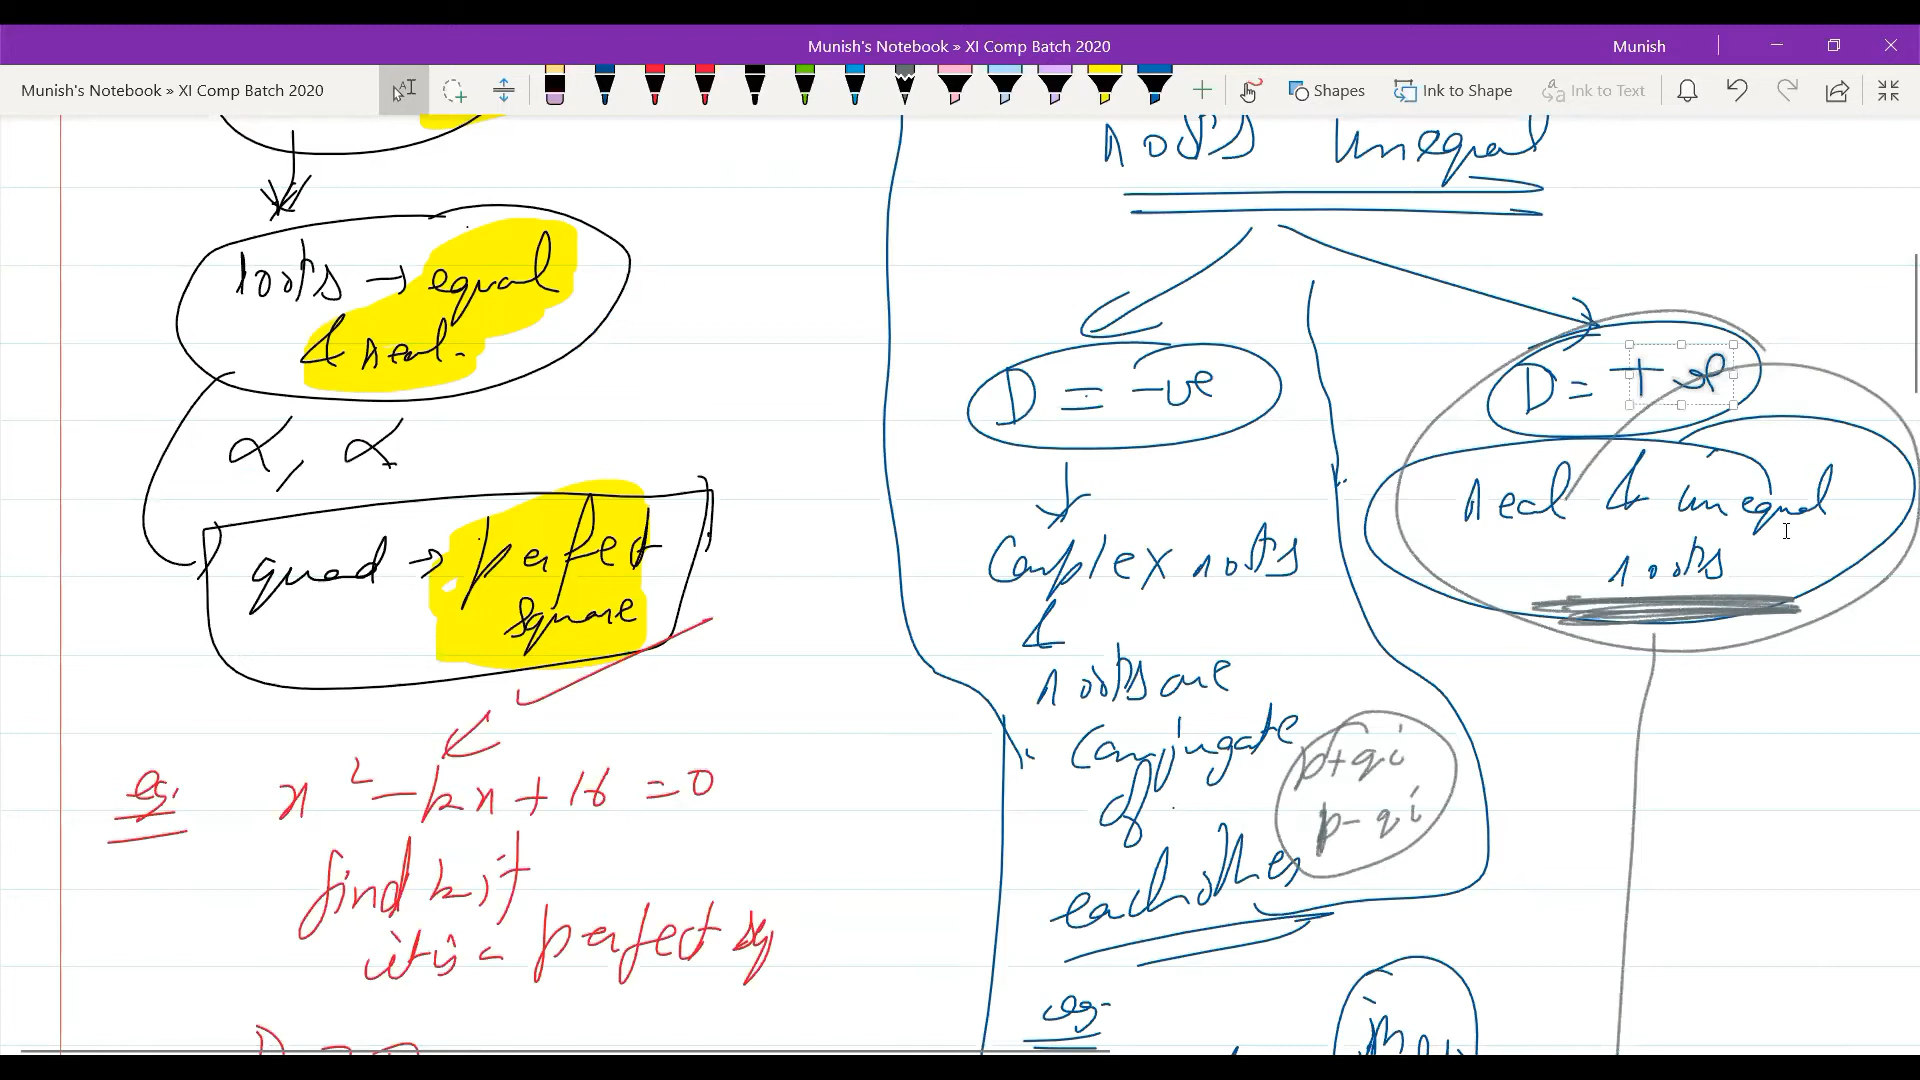 Munish's Notebook » XI Comp Batch 2020
Munish
Munish's Notebook » XI Comp Batch 2020
Shapes
Ink to Shape
Ink to Text
roots → equal
& real.
α, α
quad → perfect
square
eg. x² - kx + 16 = 0
find k if
it is a perfect sq
roots unequal
D = -ve
Complex roots
&
roots are
conjugate
of
each other
p+qi
p-qi
eg.
D = +ve
real & unequal
roots